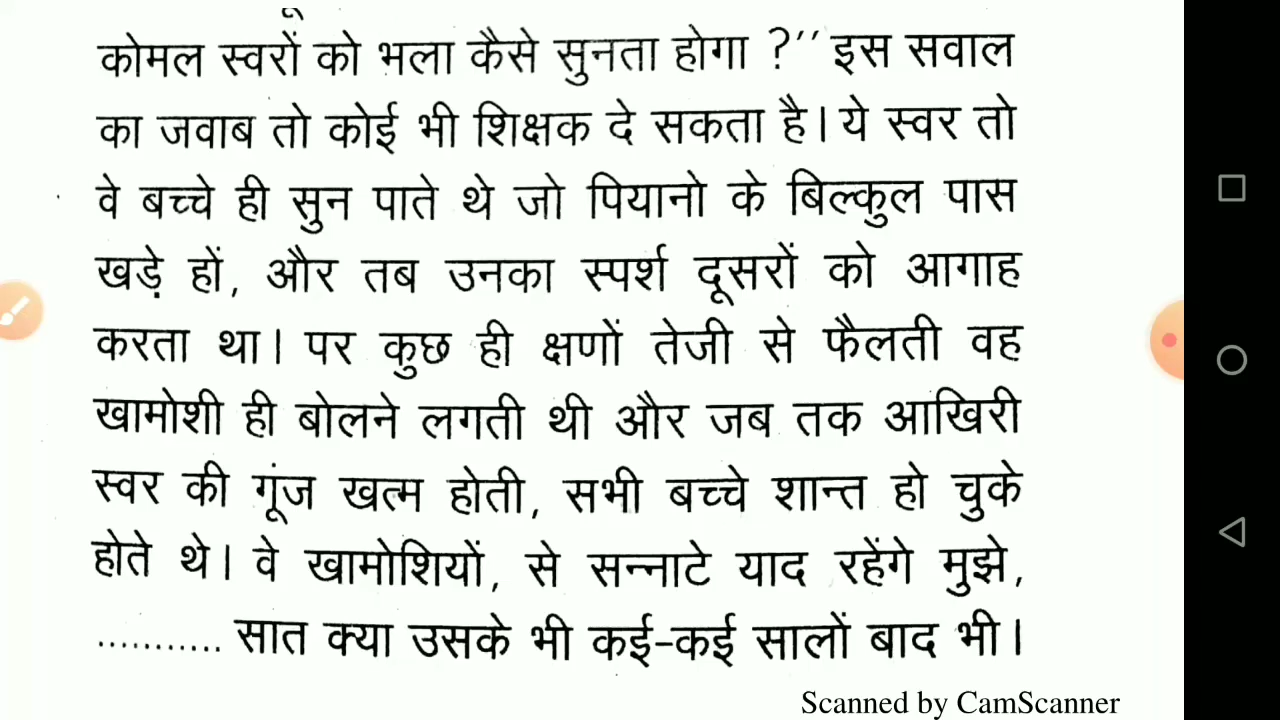 कोमल स्वरों को भला कैसे सुनता होगा ?’’ इस सवाल
का जवाब तो कोई भी शिक्षक दे सकता है। ये स्वर तो
वे बच्चे ही सुन पाते थे जो पियानो के बिल्कुल पास
खड़े हों, और तब उनका स्पर्श दूसरों को आगाह
करता था। पर कुछ ही क्षणों तेजी से फैलती वह
खामोशी ही बोलने लगती थी और जब तक आखिरी
स्वर की गूंज खत्म होती, सभी बच्चे शान्त हो चुके
होते थे। वे खामोशियों, से सन्नाटे याद रहेंगे मुझे,
........... सात क्या उसके भी कई-कई सालों बाद भी।
Scanned by CamScanner